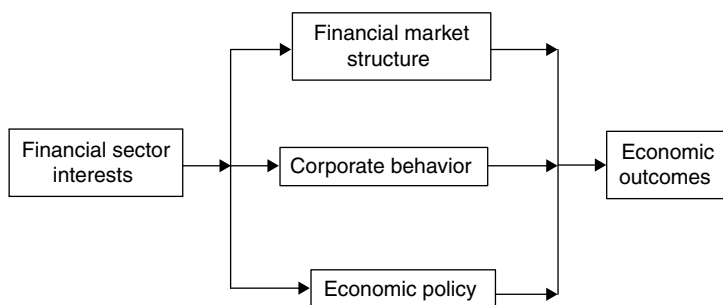 Financial market
structure
Financial sector
interests
Corporate behavior
Economic
outcomes
Economic policy